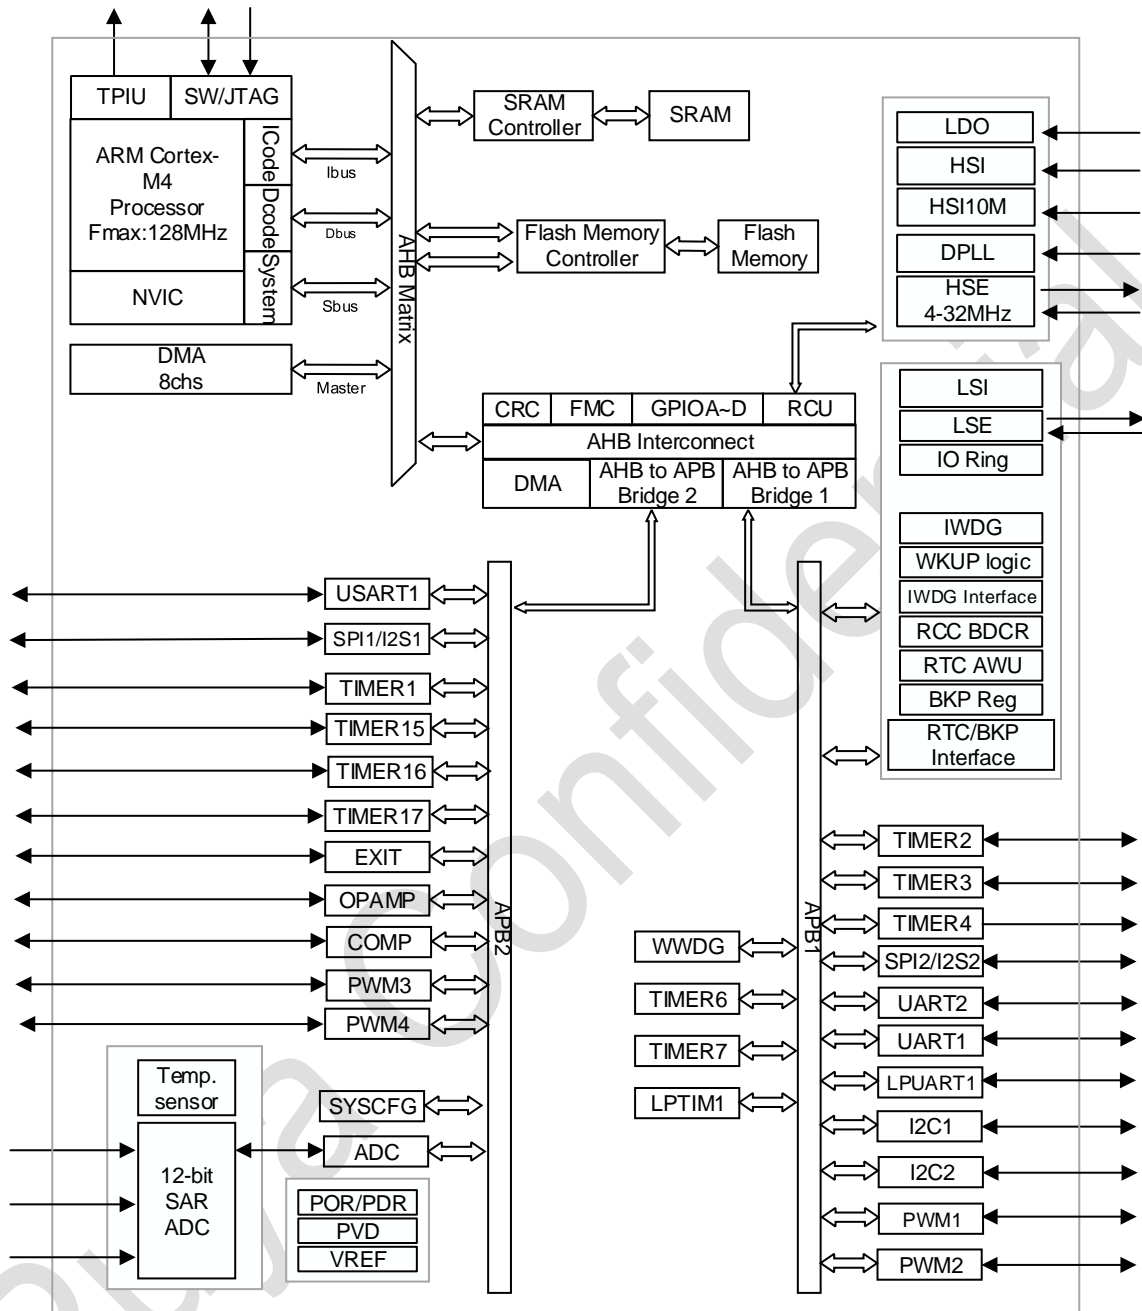 TPIU
SW/JTAG
ARM Cortex-
M4
Processor
Fmax:128MHz
NVIC
ICode
Dcode
System
DMA
8chs
Ibus
Dbus
Sbus
Master
AHB Matrix
SRAM
Controller
SRAM
Flash Memory
Controller
Flash
Memory
CRC
FMC
GPIOA~D
RCU
AHB Interconnect
DMA
AHB to APB
Bridge 2
AHB to APB
Bridge 1
LDO
HSI
HSI10M
DPLL
HSE
4-32MHz
LSI
LSE
IO Ring
IWDG
WKUP logic
IWDG Interface
RCC BDCR
RTC AWU
BKP Reg
RTC/BKP
Interface
USART1
SPI1/I2S1
TIMER1
TIMER15
TIMER16
TIMER17
EXIT
OPAMP
COMP
PWM3
PWM4
SYSCFG
ADC
APB2
Temp.
sensor
12-bit
SAR
ADC
POR/PDR
PVD
VREF
WWDG
TIMER6
TIMER7
LPTIM1
APB1
TIMER2
TIMER3
TIMER4
SPI2/I2S2
UART2
UART1
LPUART1
I2C1
I2C2
PWM1
PWM2
Puya Confidential